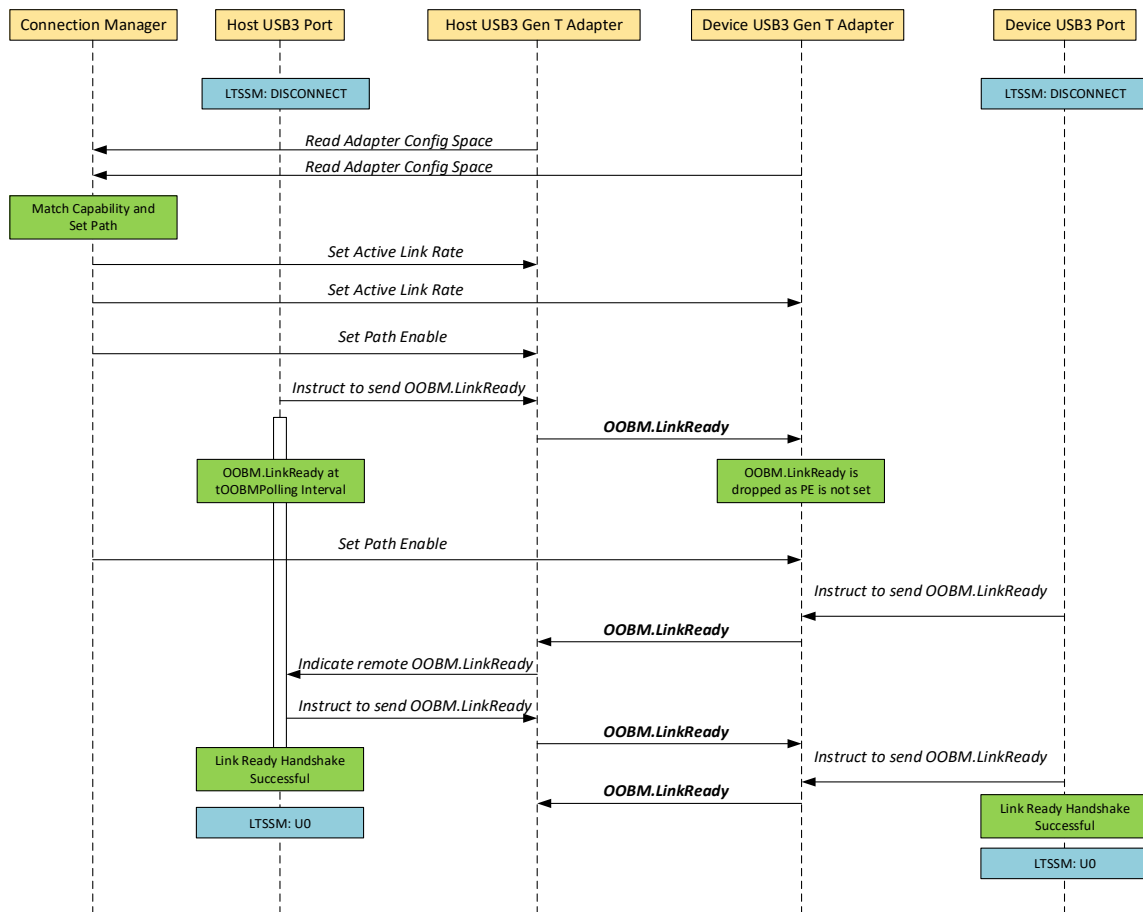 Connection Manager
Host USB3 Port
Host USB3 Gen T Adapter
Device USB3 Gen T Adapter
Device USB3 Port
LTSSM: DISCONNECT
LTSSM: DISCONNECT
Read Adapter Config Space
Read Adapter Config Space
Match Capability and
Set Path
Set Active Link Rate
Set Active Link Rate
Set Path Enable
Instruct to send OOBM.LinkReady
OOBM.LinkReady
OOBM.LinkReady at
tOOBMPolling Interval
OOBM.LinkReady is
dropped as PE is not set
Set Path Enable
Instruct to send OOBM.LinkReady
OOBM.LinkReady
Indicate remote OOBM.LinkReady
Instruct to send OOBM.LinkReady
OOBM.LinkReady
Link Ready Handshake
Successful
Instruct to send OOBM.LinkReady
OOBM.LinkReady
Link Ready Handshake
Successful
LTSSM: U0
LTSSM: U0